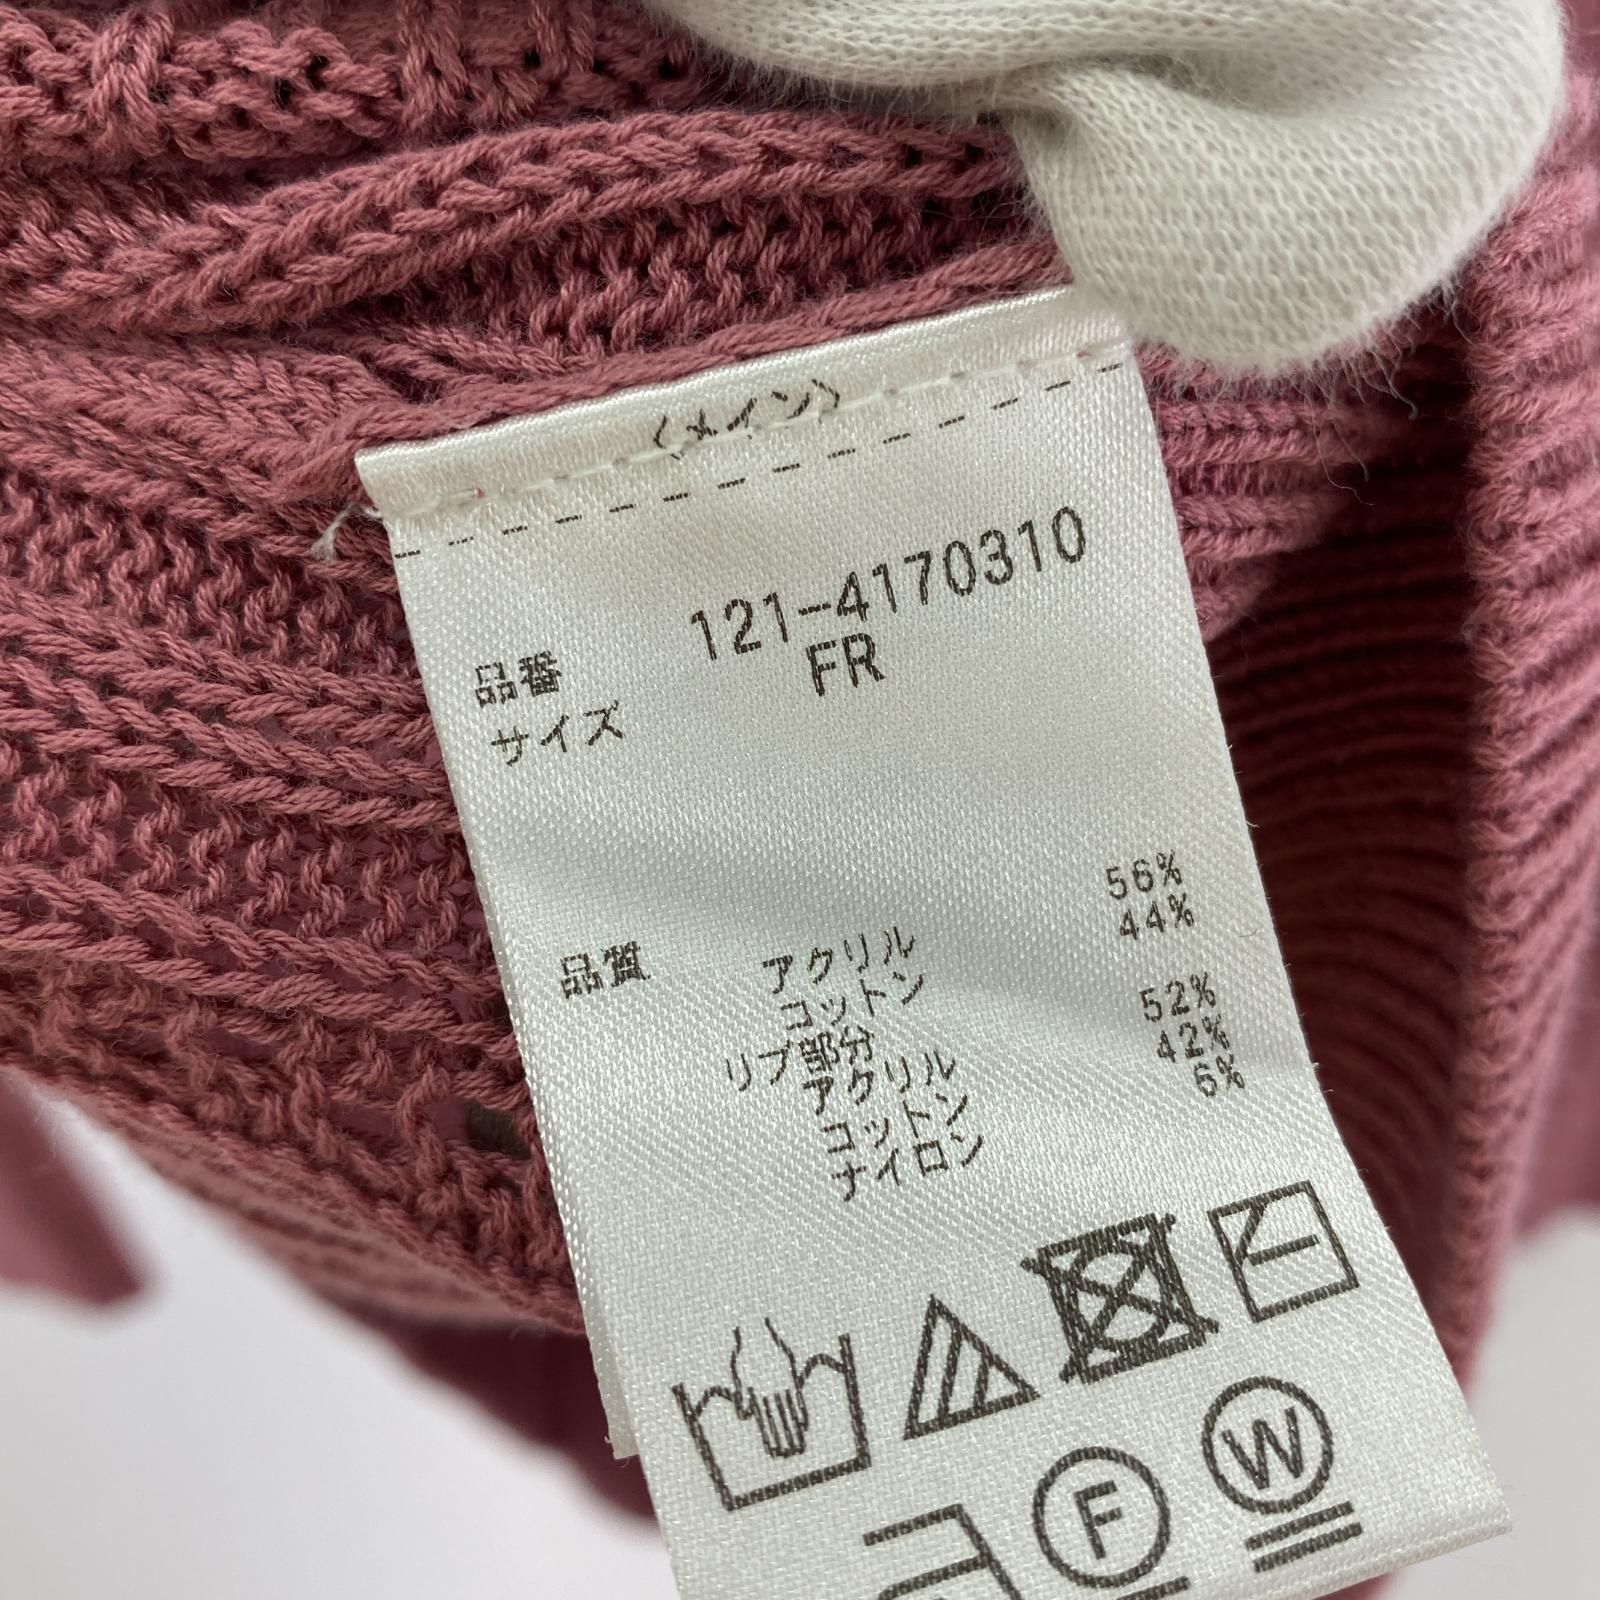 〈メイン〉
品番 121-4170310
サイズ FR
品質 アクリル 56%
コットン 44%
リブ部分
アクリル 52%
コットン 42%
ナイロン 6%
F W